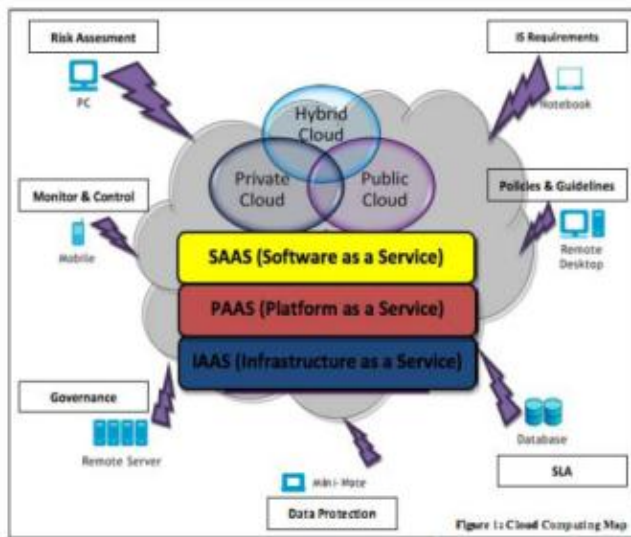 Risk Assesment
PC
IS Requirements
Notebook
Hybrid
Cloud
Private
Cloud
Public
Cloud
Monitor & Control
Mobile
Policies & Guidelines
Remote
Desktop
SAAS (Software as a Service)
PAAS (Platform as a Service)
IAAS (Infrastructure as a Service)
Governance
Remote Server
Database
SLA
Mini-Note
Data Protection
Figure 1: Cloud Computing Map